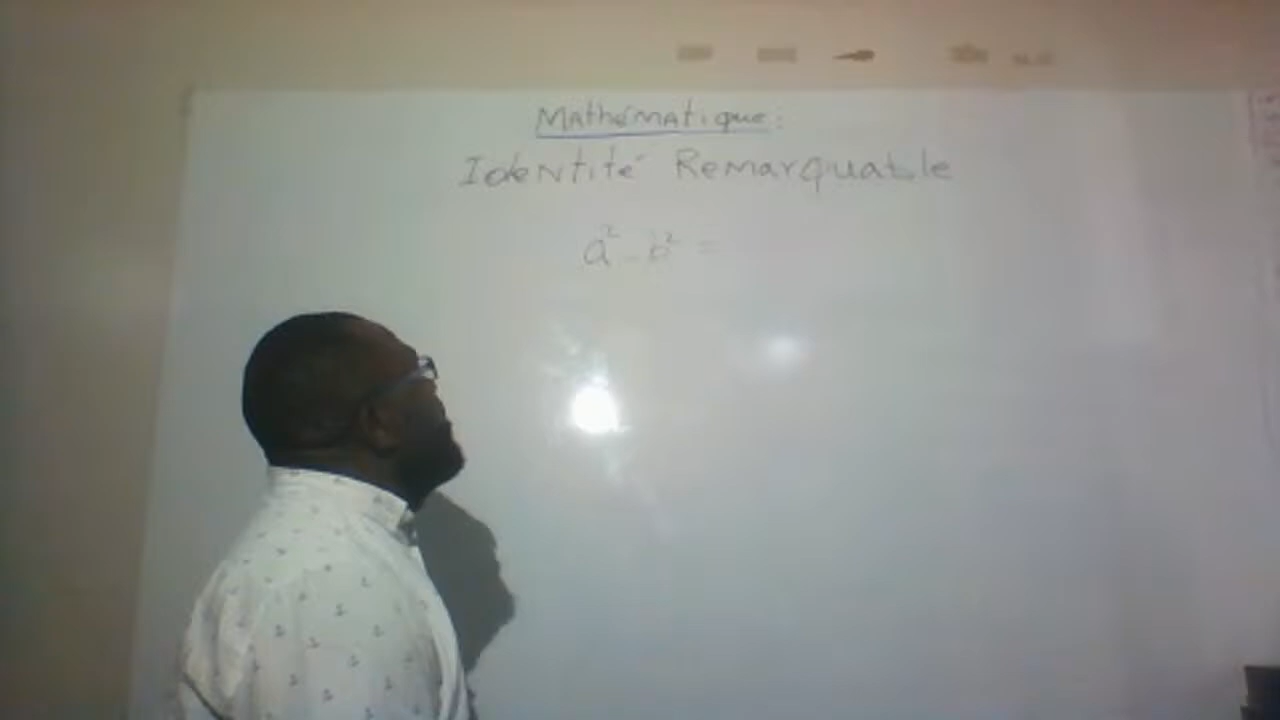 Mathématique :
Identité Remarquable
a² - b² =